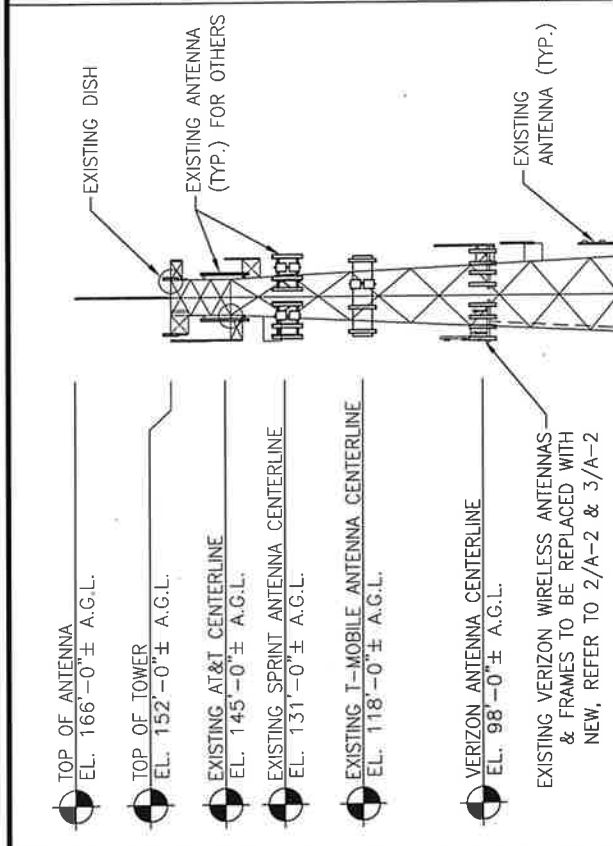 EXISTING DISH
EXISTING ANTENNA
(TYP.) FOR OTHERS
EXISTING
ANTENNA (TYP.)
TOP OF ANTENNA
EL. 166'-0"± A.G.L.
TOP OF TOWER
EL. 152'-0"± A.G.L.
EXISTING AT&T CENTERLINE
EL. 145'-0"± A.G.L.
EXISTING SPRINT ANTENNA CENTERLINE
EL. 131'-0"± A.G.L.
EXISTING T-MOBILE ANTENNA CENTERLINE
EL. 118'-0"± A.G.L.
VERIZON ANTENNA CENTERLINE
EL. 98'-0"± A.G.L.
EXISTING VERIZON WIRELESS ANTENNAS
& FRAMES TO BE REPLACED WITH
NEW, REFER TO 2/A-2 & 3/A-2